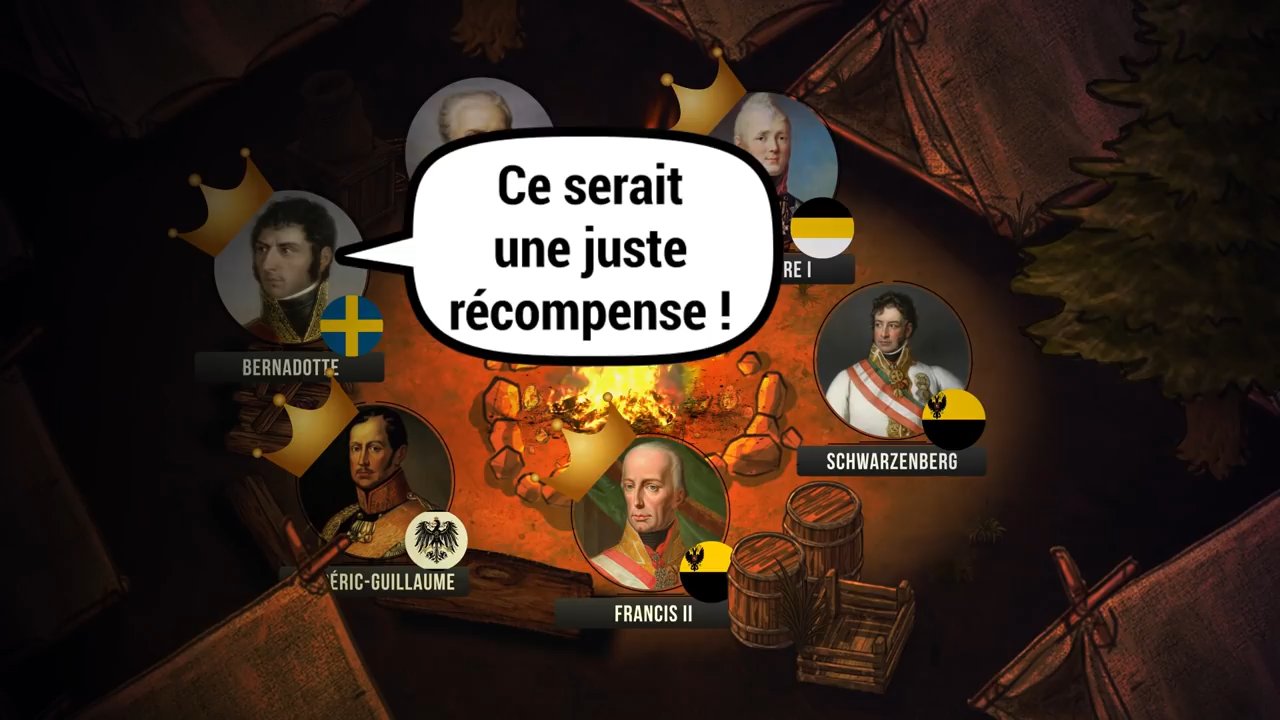 Ce serait
une juste
récompense !
RE I
BERNADOTTE
SCHWARZENBERG
ÉRIC-GUILLAUME
FRANCIS II